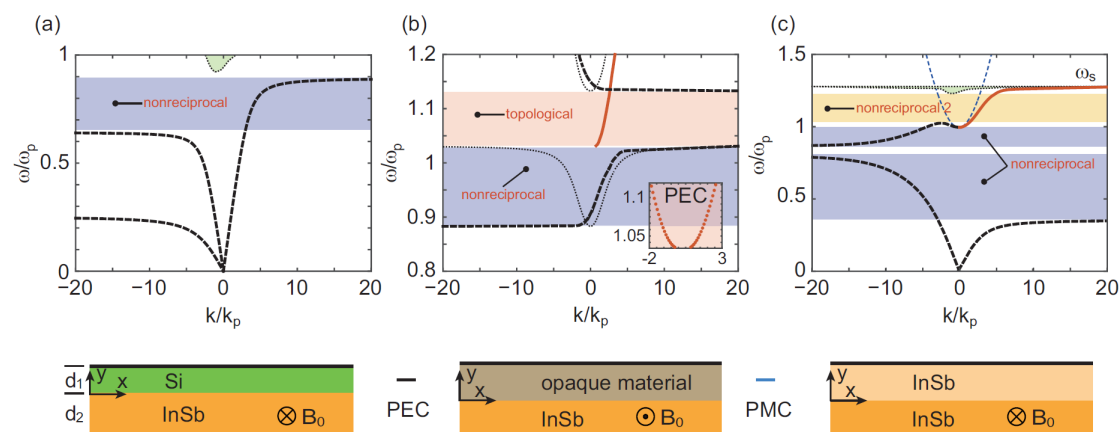 (a)
(b)
(c)
1
0.5
0
ω/ωp
nonreciprocal
−20
−10
0
10
20
k/kp
1.2
1.1
1.0
0.9
0.8
ω/ωp
topological
nonreciprocal
PEC
1.1
1.05
-2
3
−20
−10
0
10
20
k/kp
1.5
1
0.5
0
ω/ωp
ωs
nonreciprocal 2
nonreciprocal
−20
−10
0
10
20
k/kp
d1
d2
y
x
Si
InSb
B0
PEC
y
x
opaque material
InSb
B0
PMC
y
x
InSb
InSb
B0